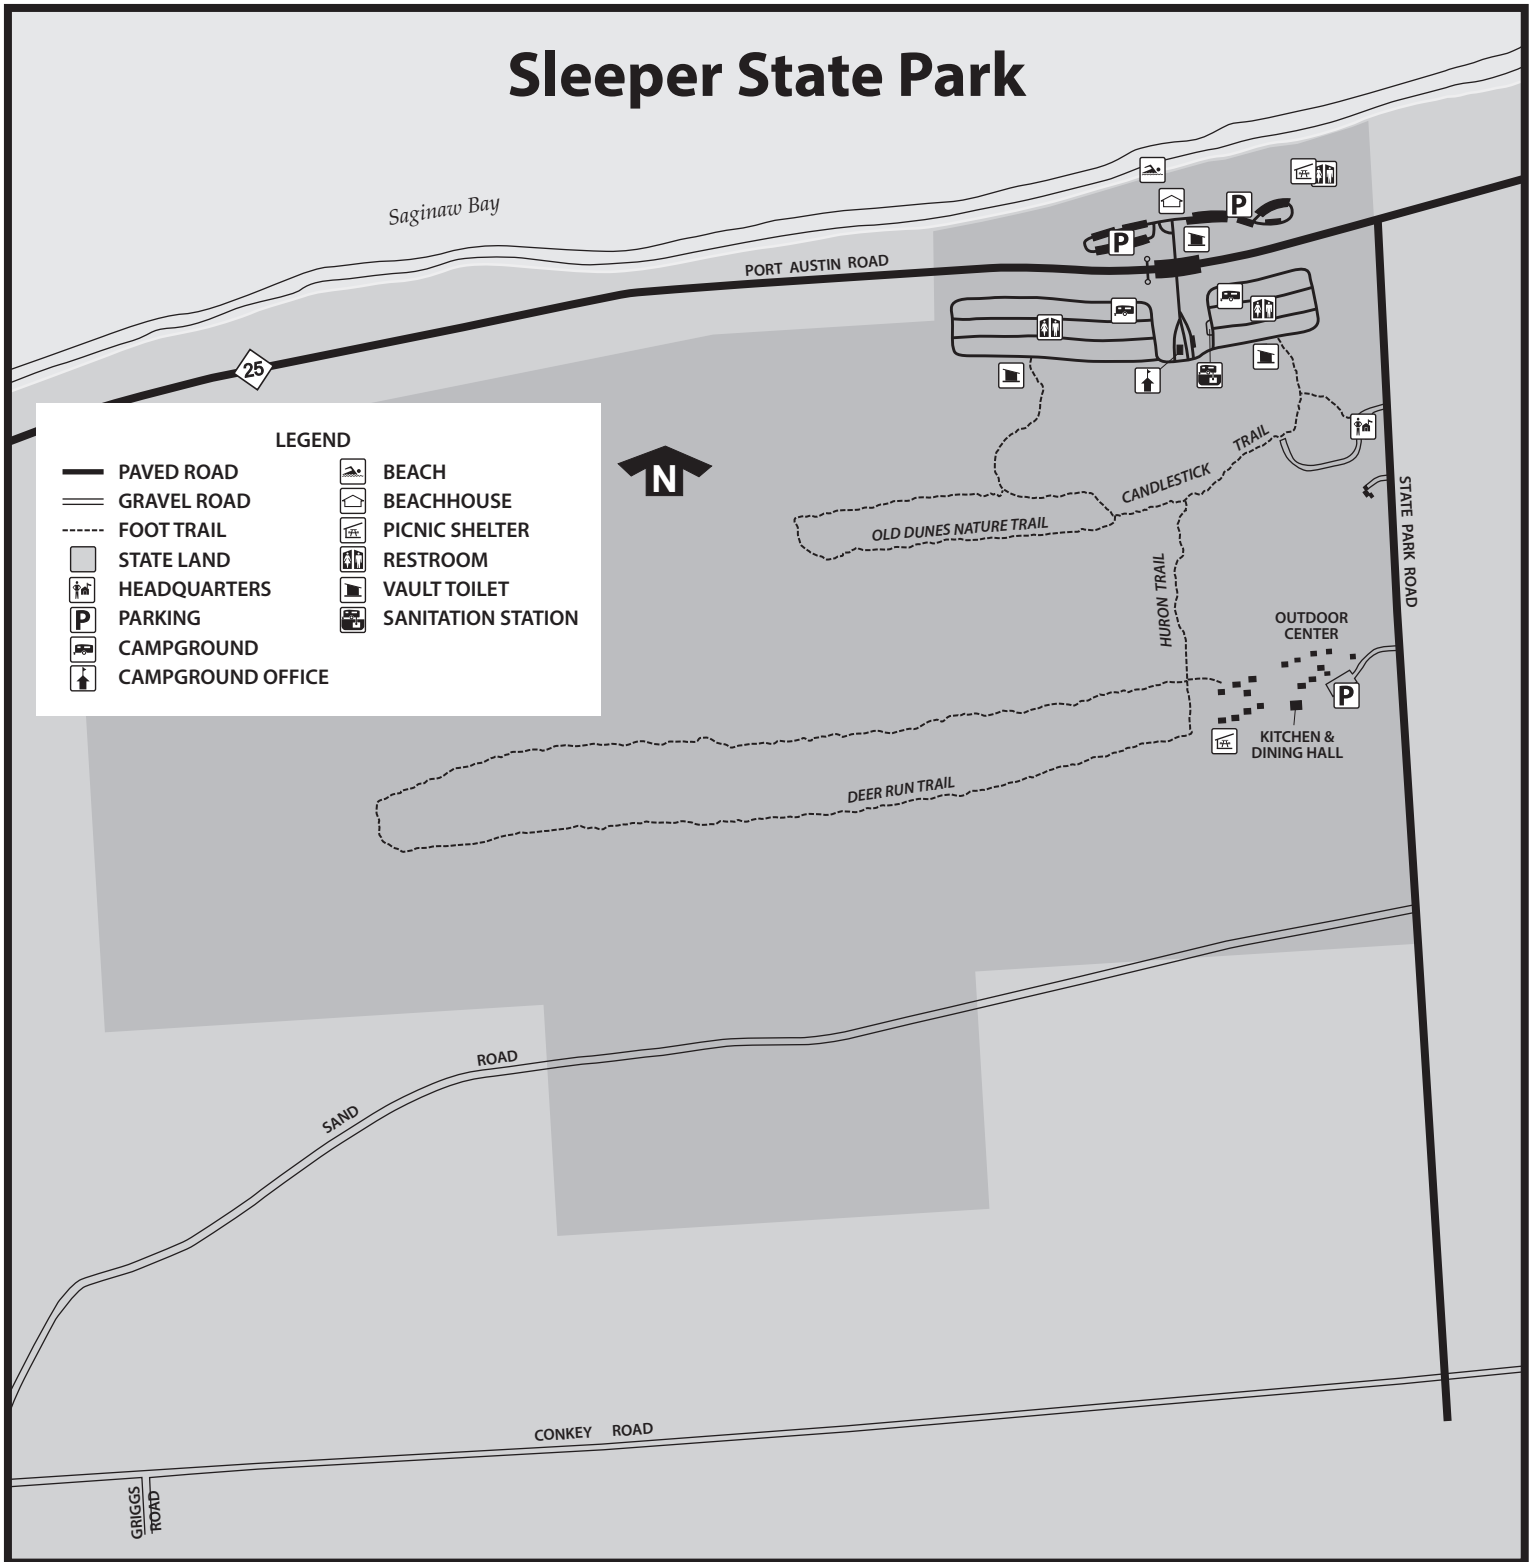 Sleeper State Park
Saginaw Bay
P
P
PORT AUSTIN ROAD
25
LEGEND
PAVED ROAD
GRAVEL ROAD
FOOT TRAIL
STATE LAND
HEADQUARTERS
P PARKING
CAMPGROUND
CAMPGROUND OFFICE
BEACH
BEACHHOUSE
PICNIC SHELTER
RESTROOM
VAULT TOILET
SANITATION STATION
N
CANDLESTICK TRAIL
OLD DUNES NATURE TRAIL
HURON TRAIL
STATE PARK ROAD
OUTDOOR
CENTER
P
KITCHEN &
DINING HALL
DEER RUN TRAIL
SAND ROAD
CONKEY ROAD
GRIGGS
ROAD